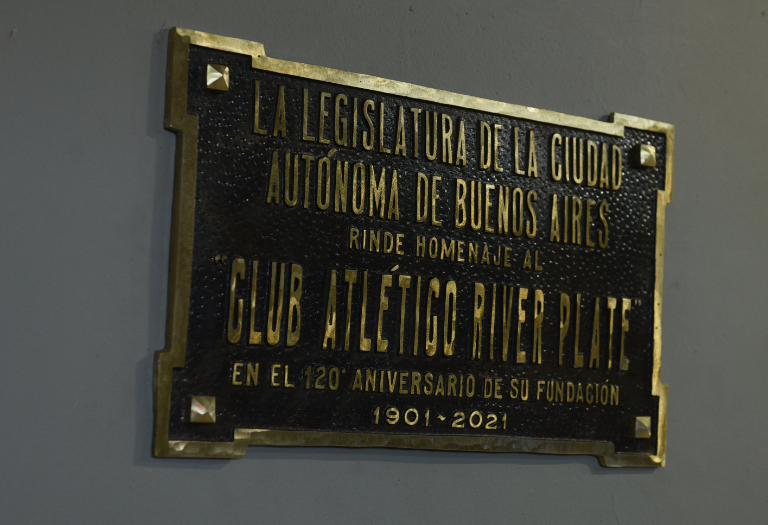 LA LEGISLATURA DE LA CIUDAD
AUTÓNOMA DE BUENOS AIRES
RINDE HOMENAJE AL
"CLUB ATLÉTICO RIVER PLATE"
EN EL 120° ANIVERSARIO DE SU FUNDACIÓN
1901-2021